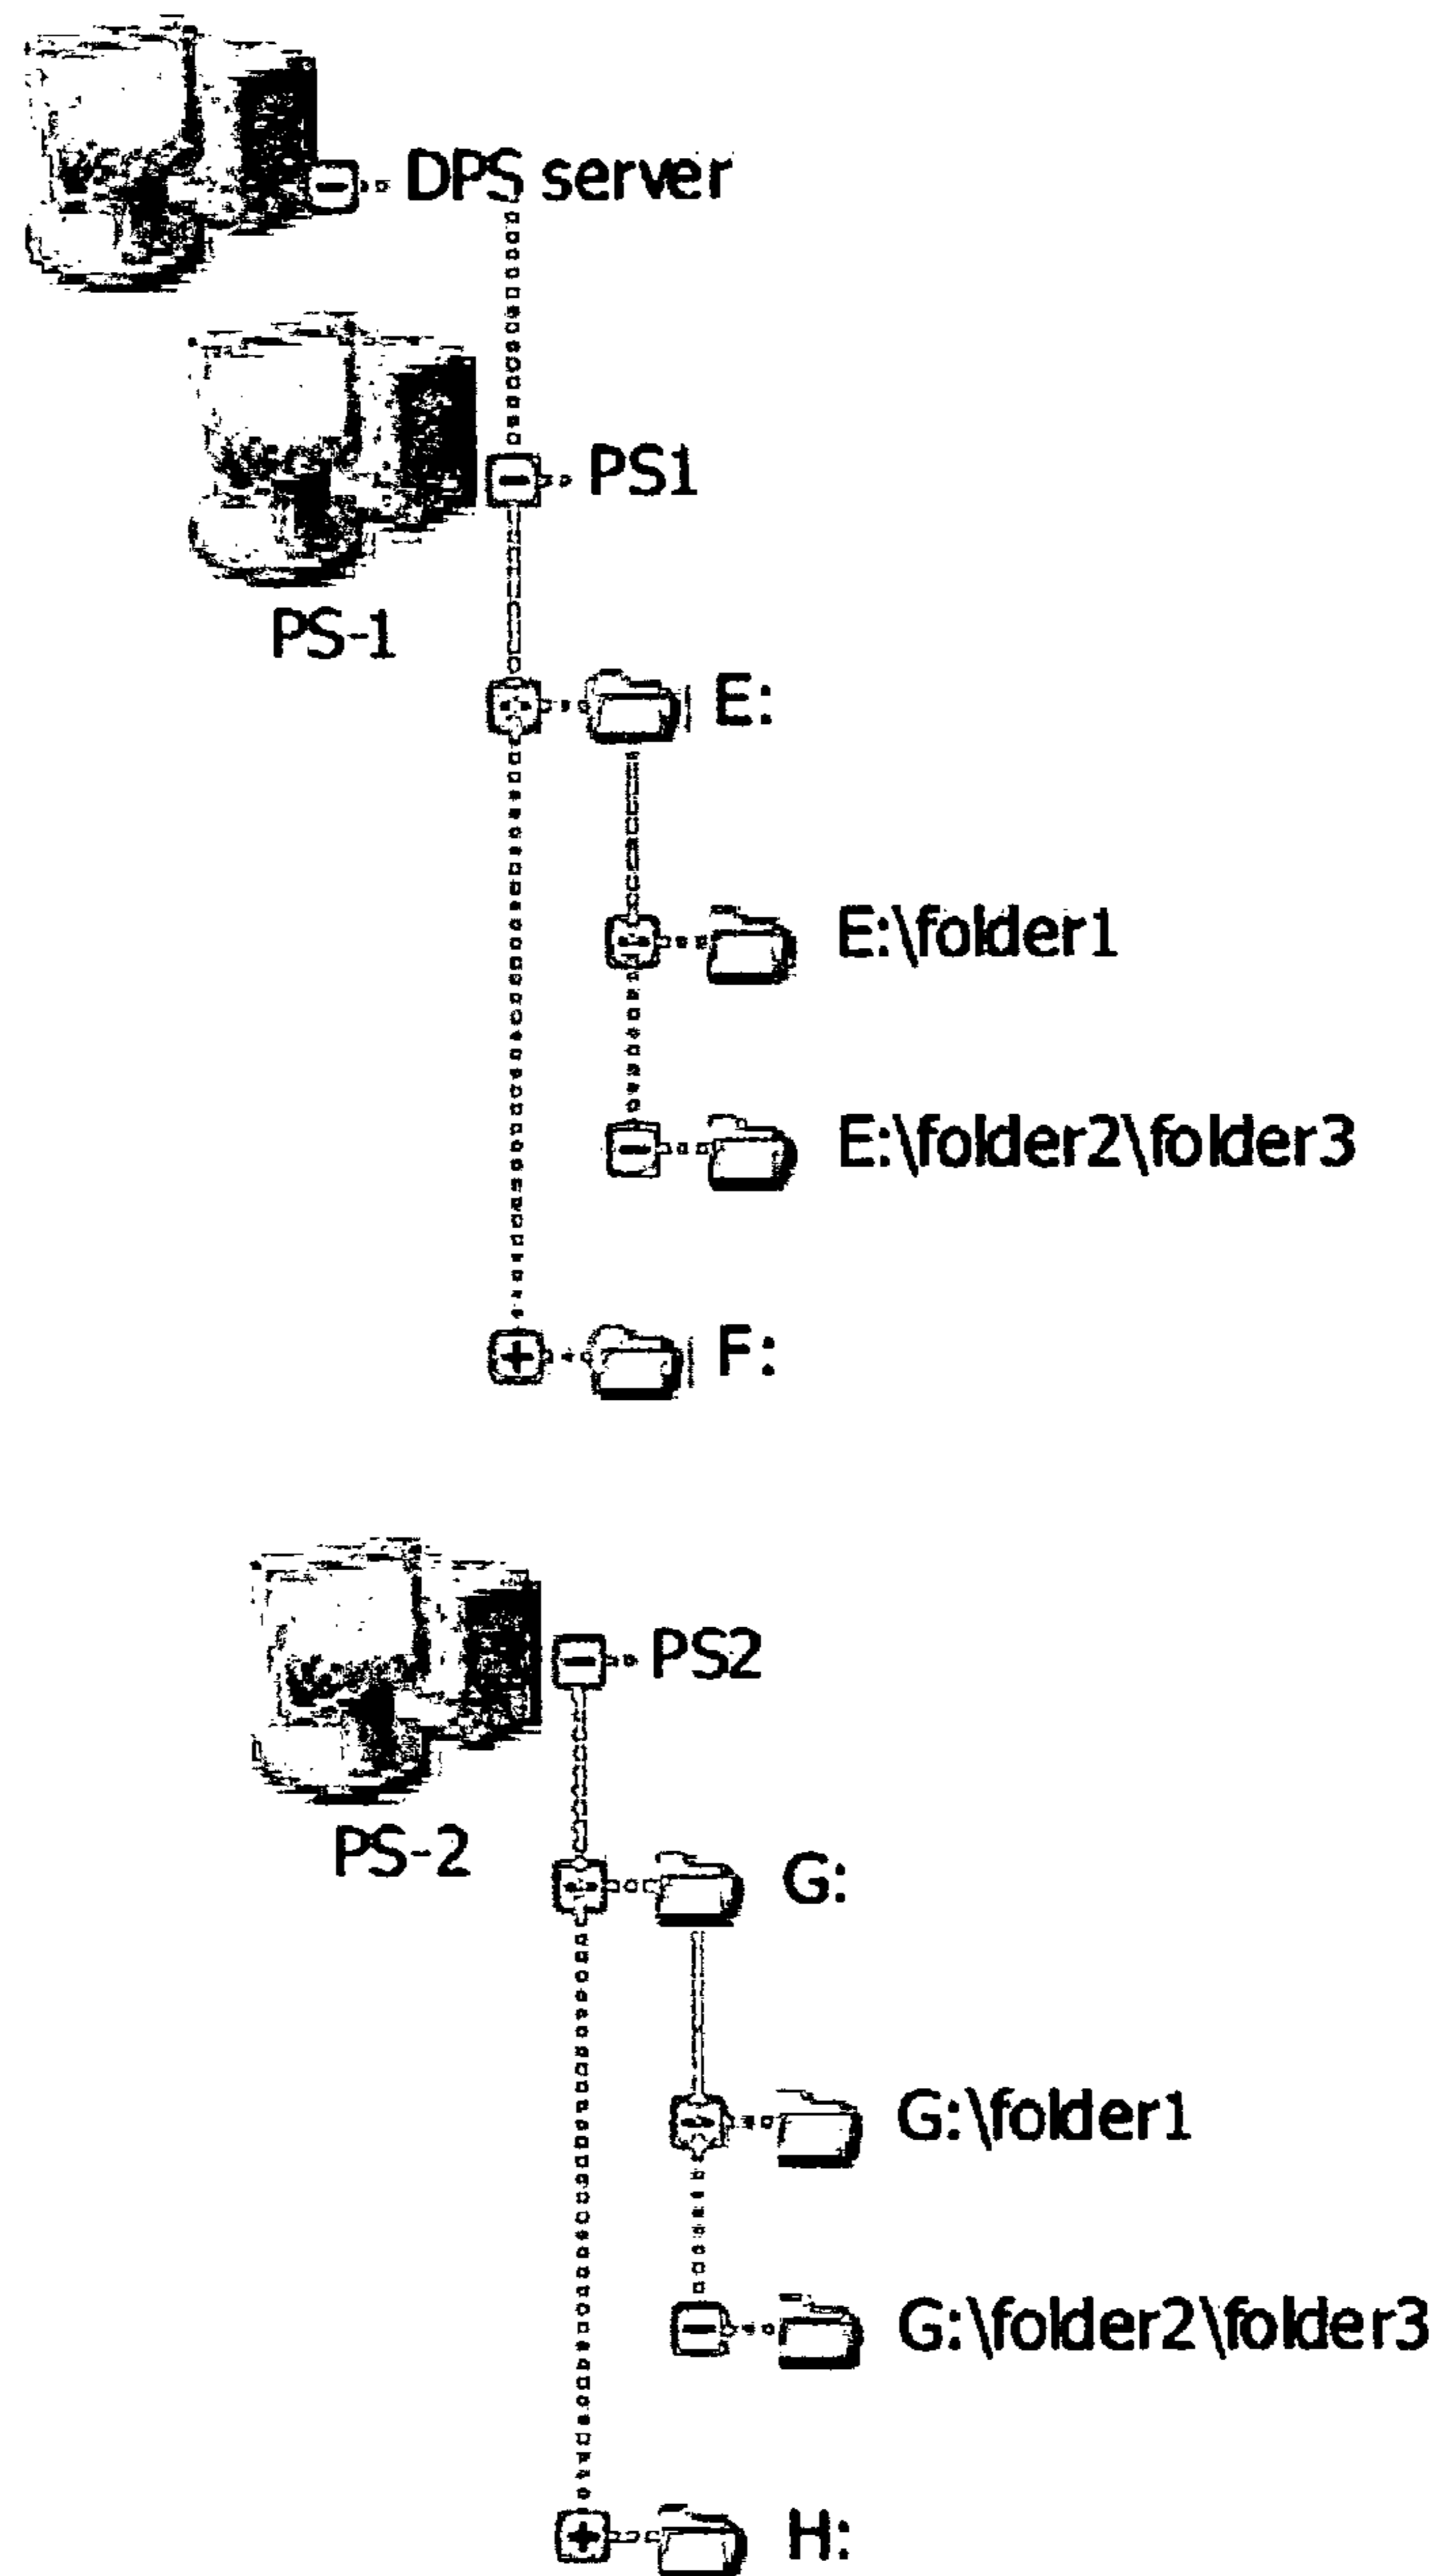 DPS server
PS1
PS-1
E:
E:\folder1
E:\folder2\folder3
F:
PS2
PS-2
G:
G:\folder1
G:\folder2\folder3
H: